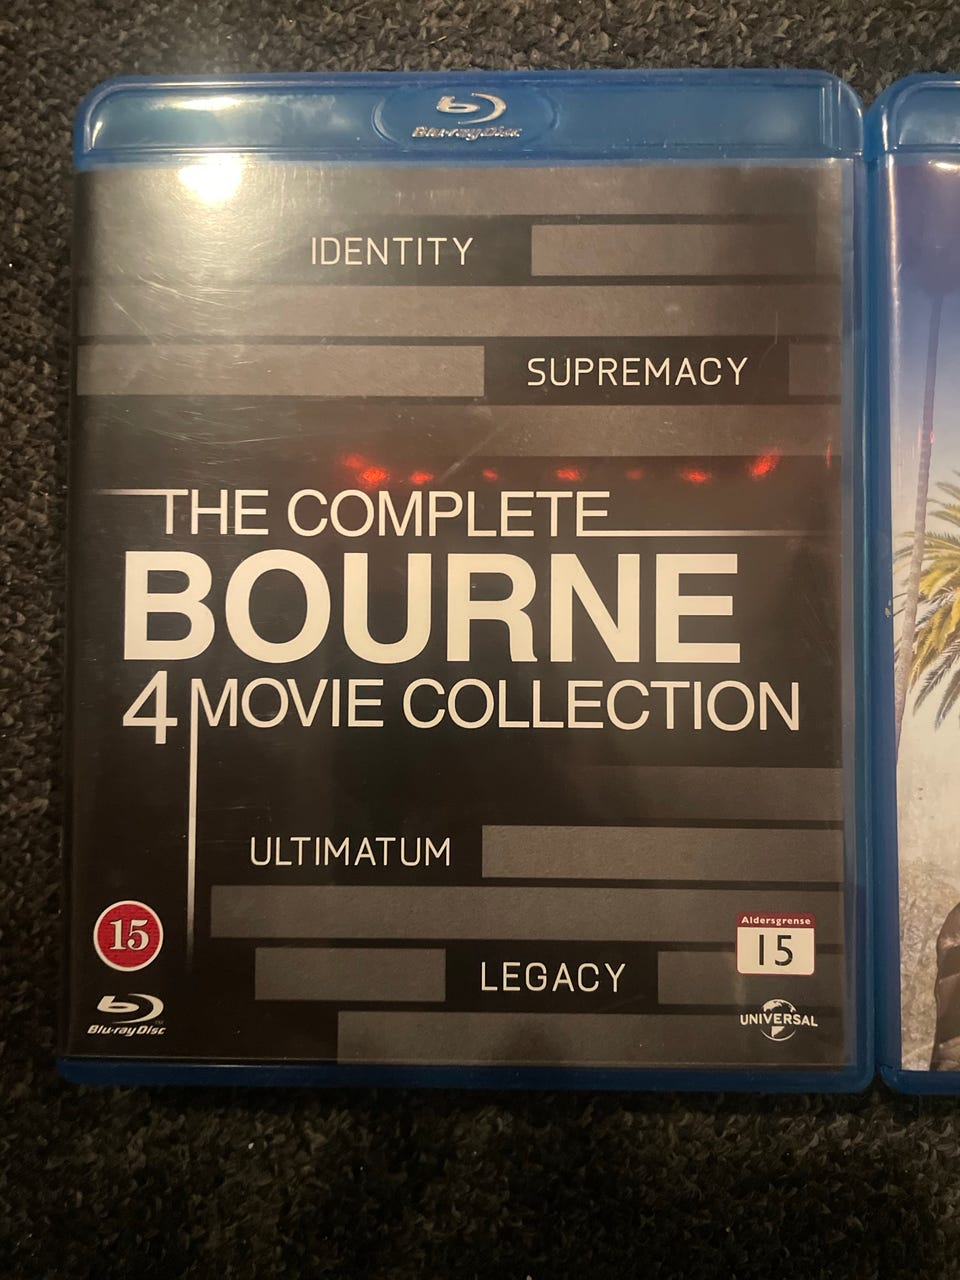 Blu-ray Disc
IDENTITY
SUPREMACY
THE COMPLETE
BOURNE
4 MOVIE COLLECTION
ULTIMATUM
15
Aldersgrense
15
LEGACY
Blu-ray Disc
UNIVERSAL